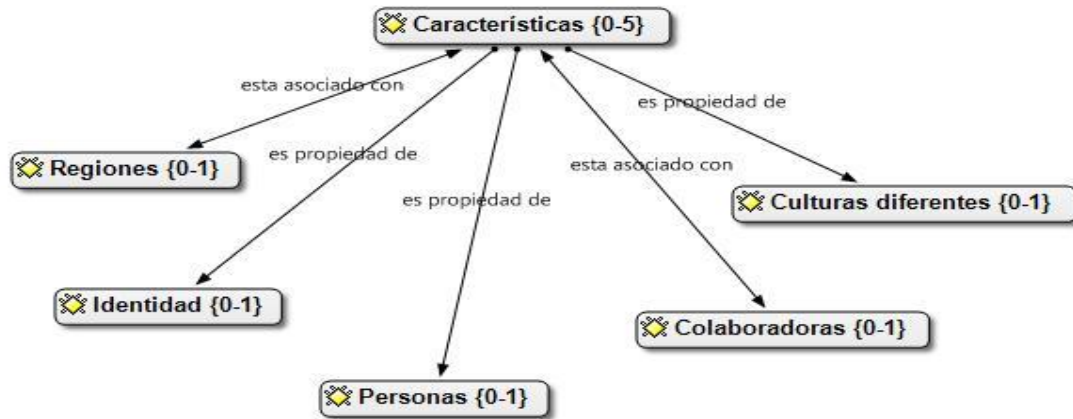 Características {0-5}
esta asociado con
es propiedad de
Regiones {0-1}
es propiedad de
esta asociado con
es propiedad de
Culturas diferentes {0-1}
Identidad {0-1}
Colaboradoras {0-1}
Personas {0-1}